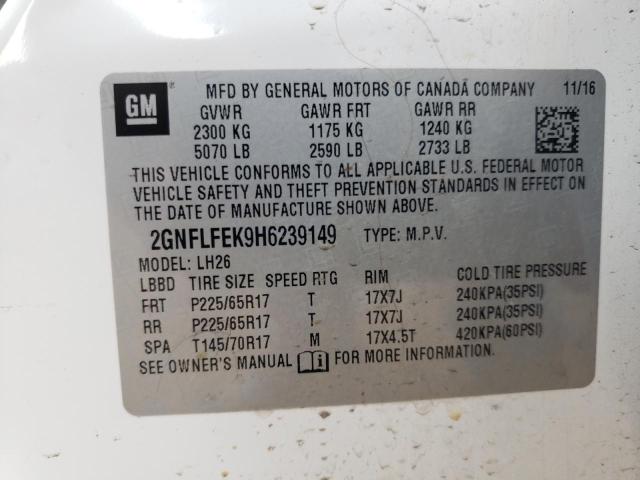 GM
MFD BY GENERAL MOTORS OF CANADA COMPANY 11/16
GVWR GAWR FRT GAWR RR
2300 KG 1175 KG 1240 KG
5070 LB 2590 LB 2733 LB
THIS VEHICLE CONFORMS TO ALL APPLICABLE U.S. FEDERAL MOTOR
VEHICLE SAFETY AND THEFT PREVENTION STANDARDS IN EFFECT ON
THE DATE OF MANUFACTURE SHOWN ABOVE.
2GNFLFEK9H6239149 TYPE: M.P.V.
MODEL: LH26
LBBD TIRE SIZE SPEED RTG RIM COLD TIRE PRESSURE
FRT P225/65R17 T 17X7J 240KPA(35PSI)
RR P225/65R17 T 17X7J 240KPA(35PSI)
SPA T145/70R17 M 17X4.5T 420KPA(60PSI)
SEE OWNER'S MANUAL FOR MORE INFORMATION.